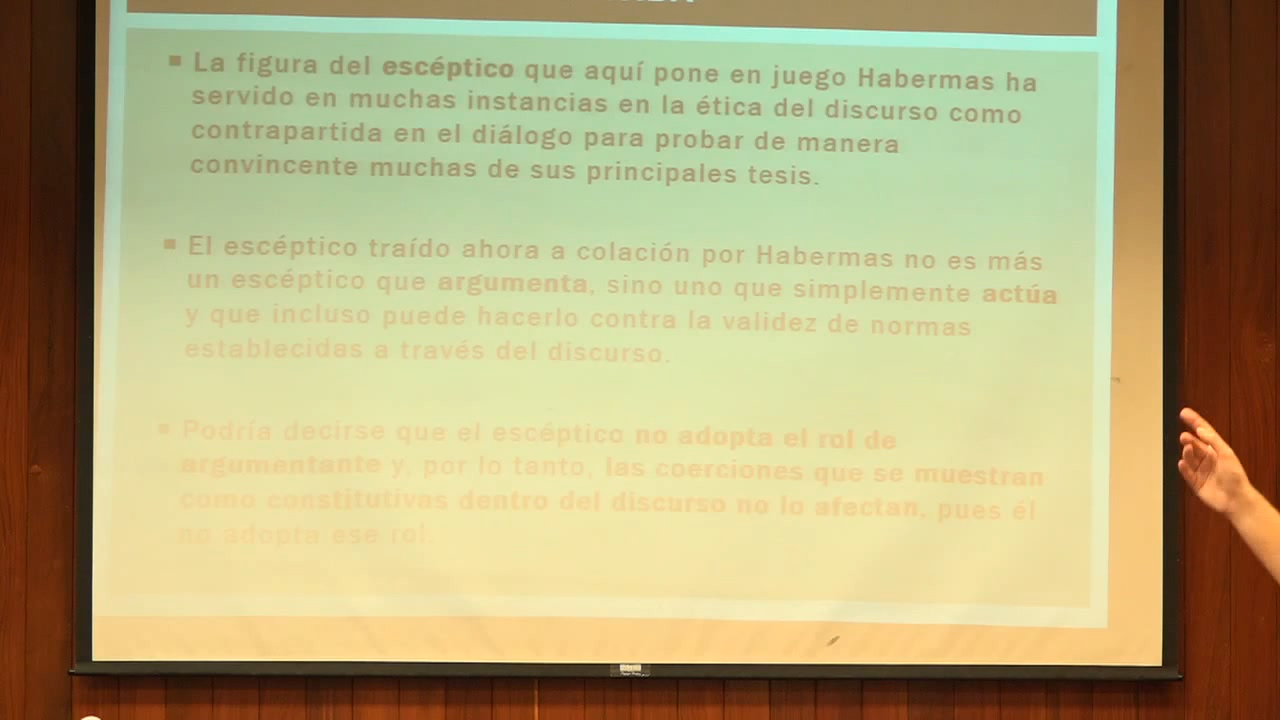 ▪ La figura del escéptico que aquí pone en juego Habermas ha
servido en muchas instancias en la ética del discurso como
contrapartida en el diálogo para probar de manera
convincente muchas de sus principales tesis.
▪ El escéptico traído ahora a colación por Habermas no es más
un escéptico que argumenta, sino uno que simplemente actúa
y que incluso puede hacerlo contra la validez de normas
establecidas a través del discurso.
▪ Podría decirse que el escéptico no adopta el rol de
argumentante y, por lo tanto, las coerciones que se muestran
como constitutivas dentro del discurso no lo afectan, pues él
no adopta ese rol.